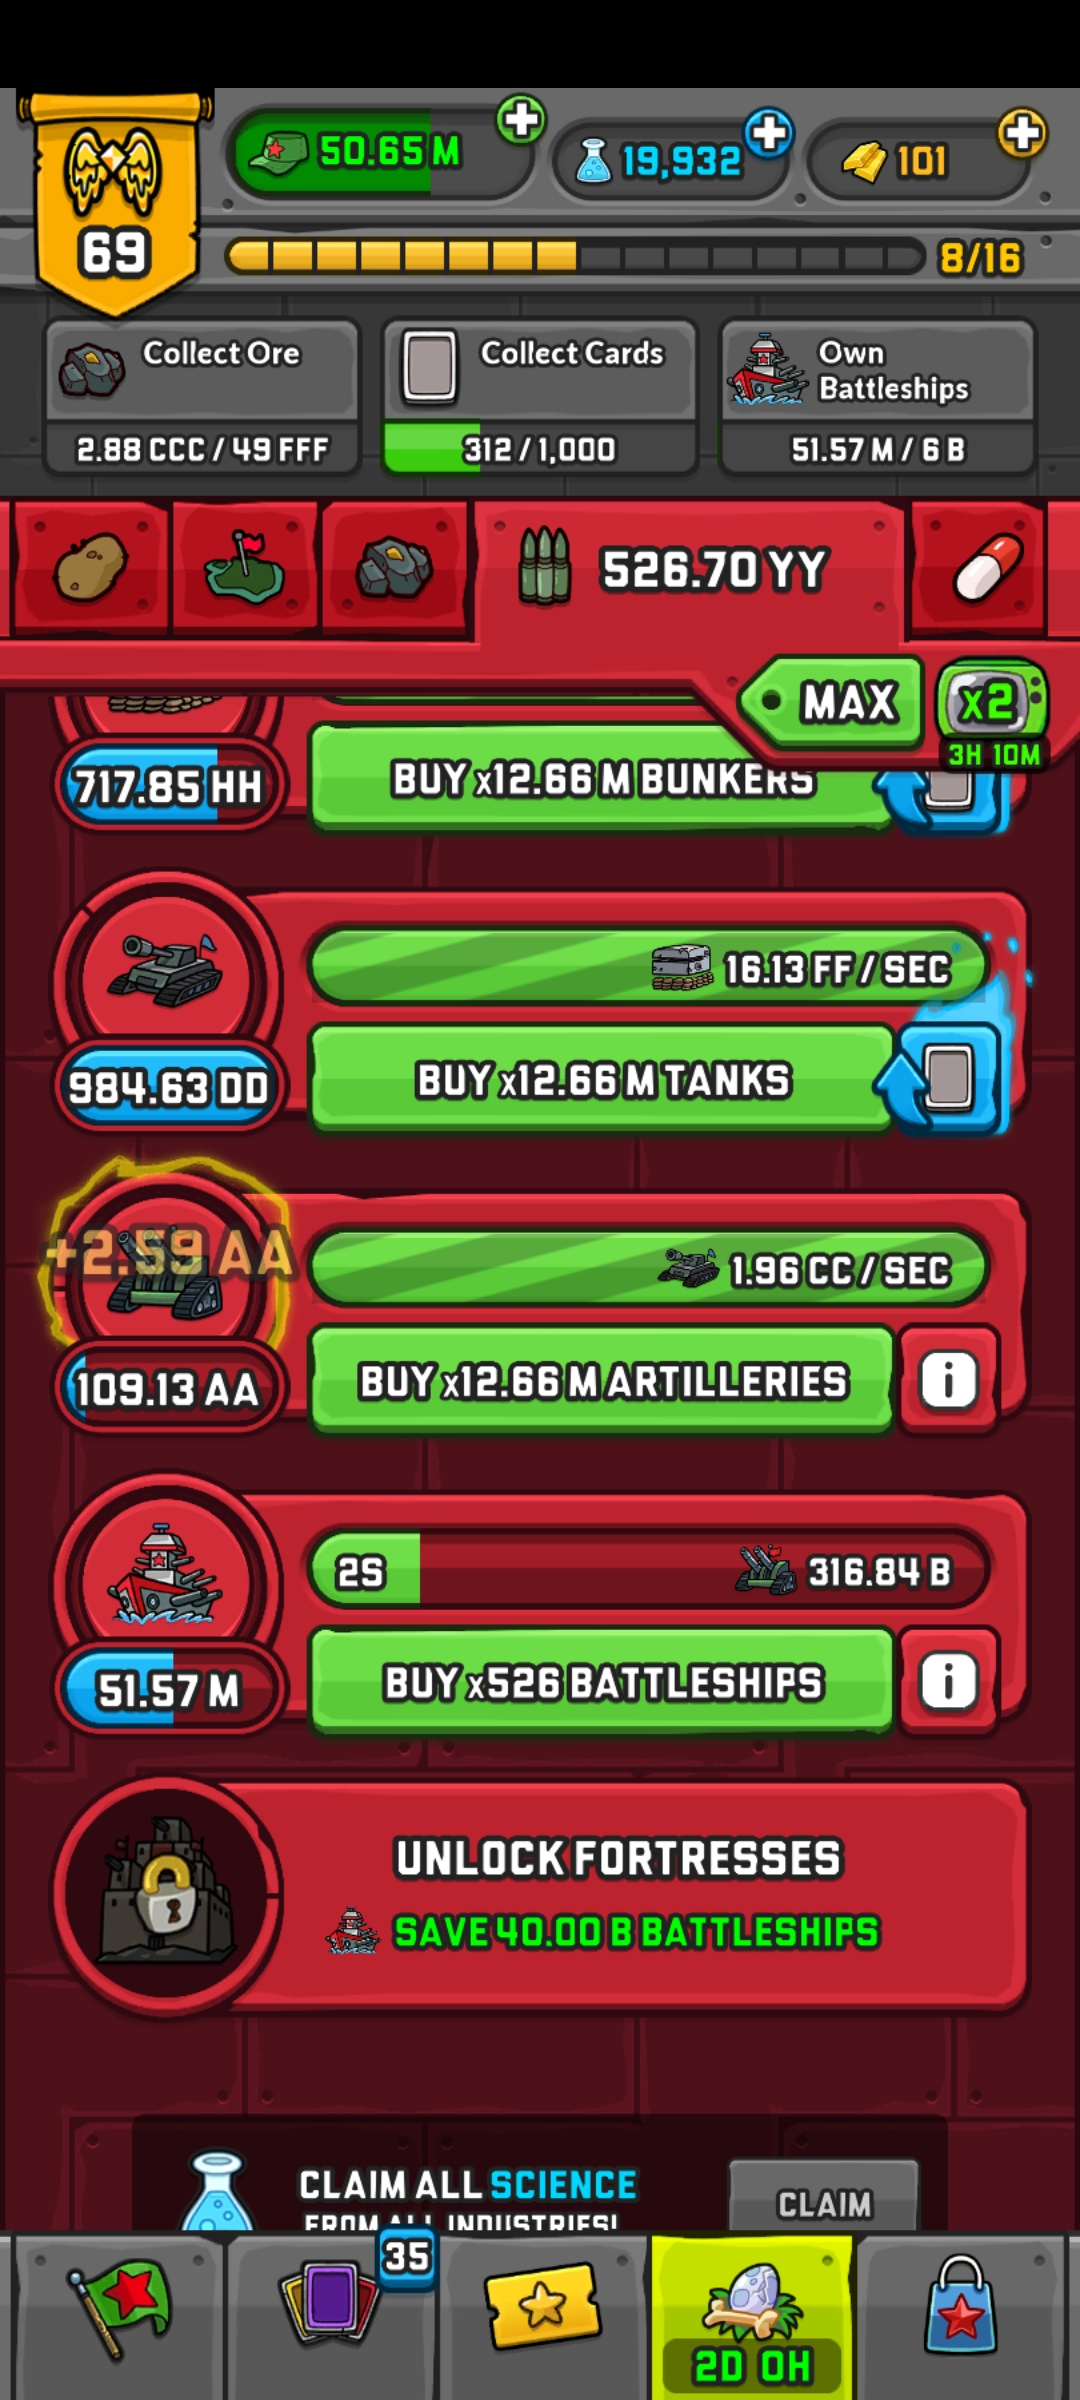 50.65 M
19,932
101
69
8/16
Collect Ore
2.88 CCC / 49 FFF
Collect Cards
312 / 1,000
Own
Battleships
51.57 M / 6 B
526.70 YY
MAX
x2
3H 10M
717.85 HH
BUY x12.66 M BUNKERS
16.13 FF / SEC
984.63 DD
BUY x12.66 M TANKS
+2.59 AA
1.96 CC / SEC
109.13 AA
BUY x12.66 M ARTILLERIES
i
2S
316.84 B
51.57 M
BUY x526 BATTLESHIPS
i
UNLOCK FORTRESSES
SAVE 40.00 B BATTLESHIPS
CLAIM ALL SCIENCE
FROM ALL INDUSTRIES!
CLAIM
35
2D 0H